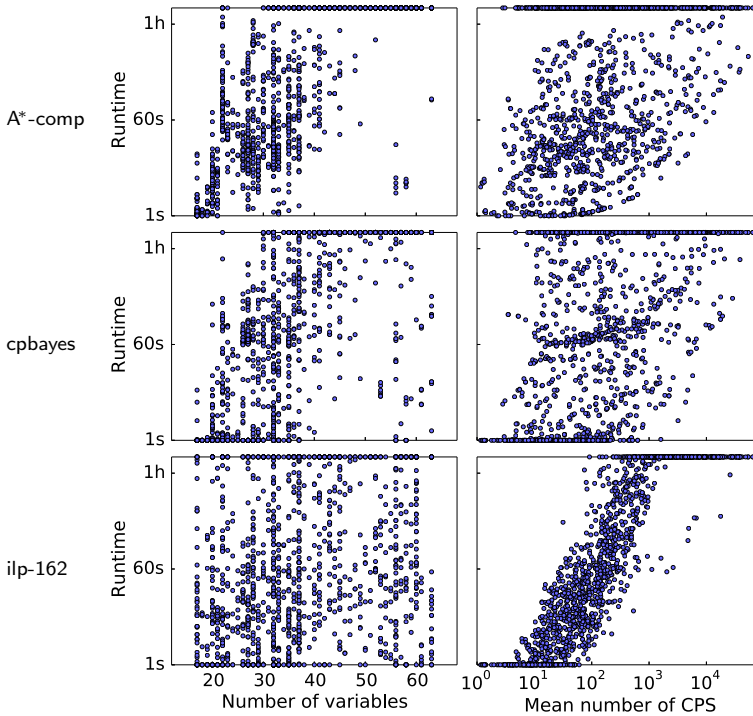 1h
A*-comp
Runtime
60s
1s
1h
cpbayes
Runtime
60s
1s
1h
ilp-162
Runtime
60s
1s
20 30 40 50 60
10^0 10^1 10^2 10^3 10^4
Number of variables
Mean number of CPS